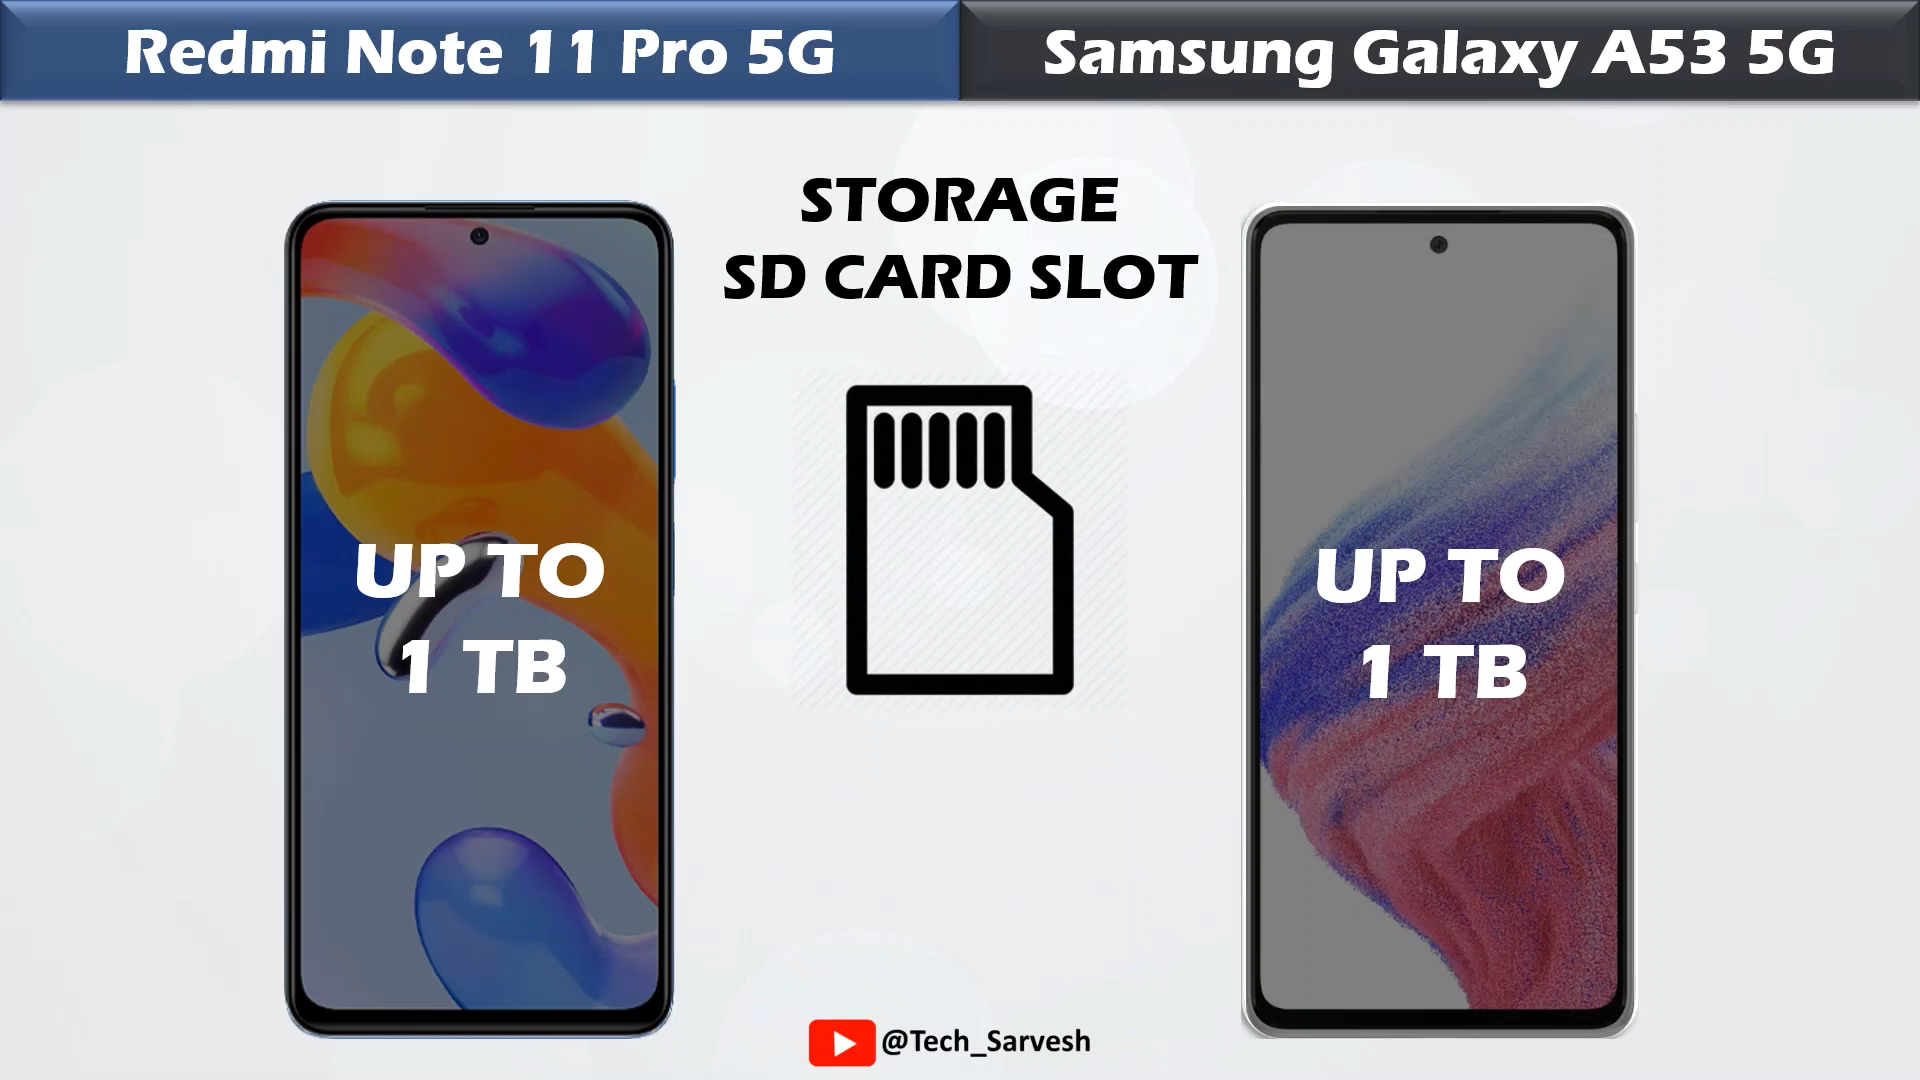 Redmi Note 11 Pro 5G
Samsung Galaxy A53 5G
STORAGE
SD CARD SLOT
UP TO
1 TB
UP TO
1 TB
@Tech_Sarvesh